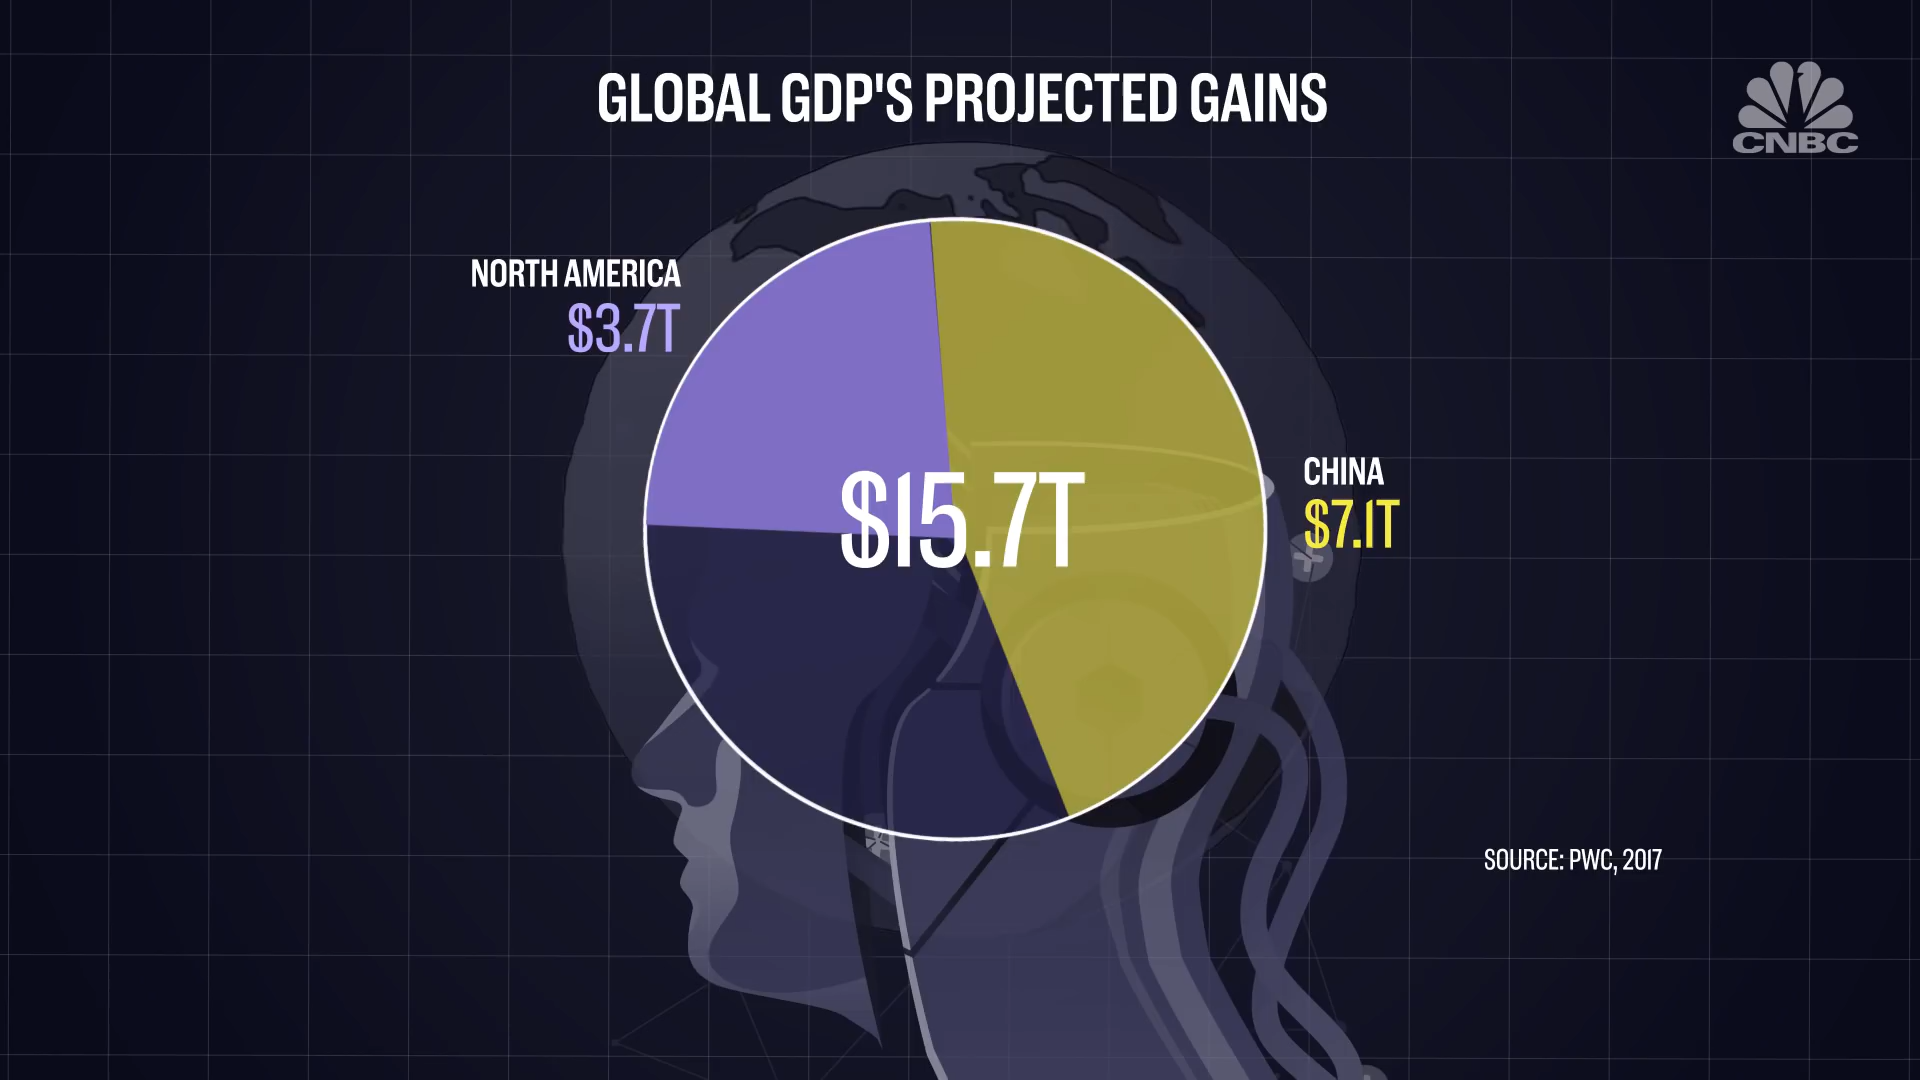 GLOBAL GDP'S PROJECTED GAINS
CNBC
NORTH AMERICA
$3.7T
$15.7T
CHINA
$7.1T
SOURCE: PWC, 2017